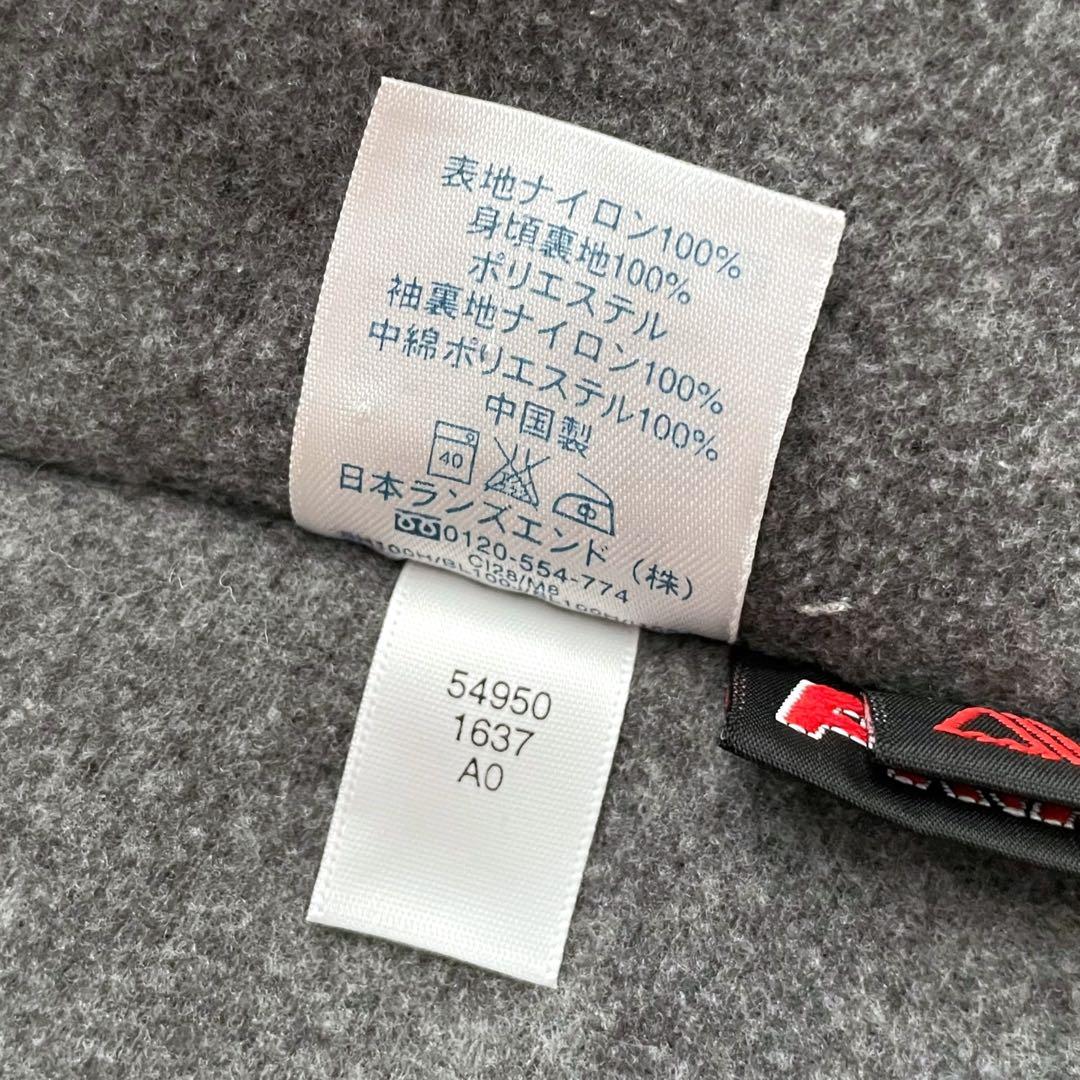 表地ナイロン100%
身頃裏地100%
ポリエステル
袖裏地ナイロン100%
中綿ポリエステル100%
中国製
40
中
日本ランズエンド(株)
0120-554-774
C128/M8
54950
1637
A0